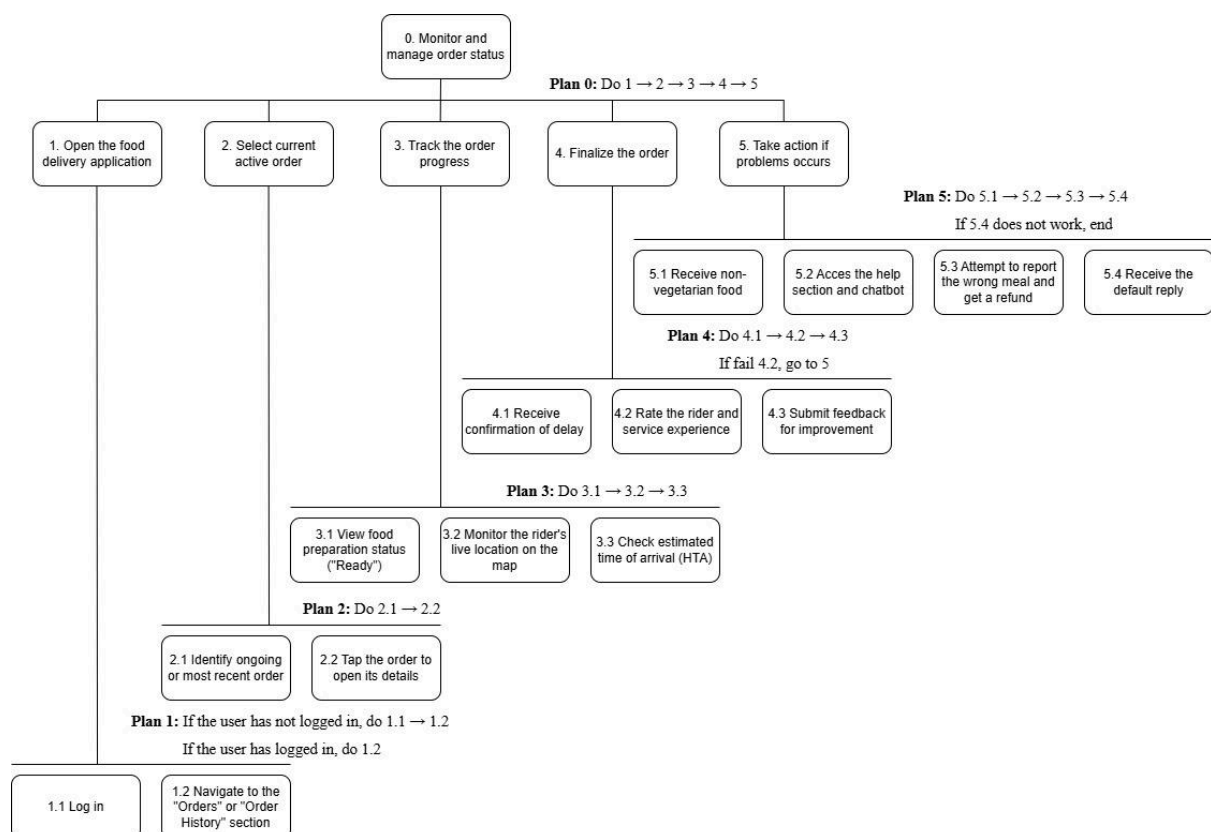 0. Monitor and
manage order status
Plan 0: Do 1 → 2 → 3 → 4 → 5
1. Open the food
delivery application
2. Select current
active order
3. Track the order
progress
4. Finalize the order
5. Take action if
problems occurs
Plan 5: Do 5.1 → 5.2 → 5.3 → 5.4
If 5.4 does not work, end
5.1 Receive non-
vegetarian food
5.2 Acces the help
section and chatbot
5.3 Attempt to report
the wrong meal and
get a refund
5.4 Receive the
default reply
Plan 4: Do 4.1 → 4.2 → 4.3
If fail 4.2, go to 5
4.1 Receive
confirmation of delay
4.2 Rate the rider and
service experience
4.3 Submit feedback
for improvement
Plan 3: Do 3.1 → 3.2 → 3.3
3.1 View food
preparation status
("Ready")
3.2 Monitor the rider's
live location on the
map
3.3 Check estimated
time of arrival (HTA)
Plan 2: Do 2.1 → 2.2
2.1 Identify ongoing
or most recent order
2.2 Tap the order to
open its details
Plan 1: If the user has not logged in, do 1.1 → 1.2
If the user has logged in, do 1.2
1.1 Log in
1.2 Navigate to the
"Orders" or "Order
History" section